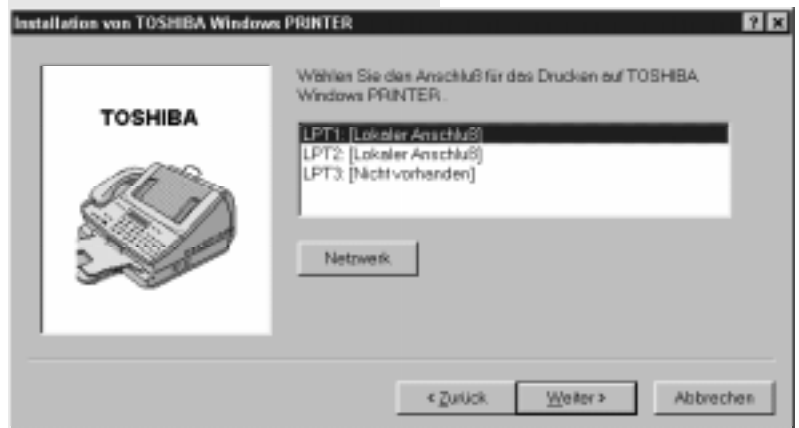 Installation von TOSHIBA Windows PRINTER
TOSHIBA
Wählen Sie den Anschluß für das Drucken auf TOSHIBA
Windows PRINTER.
LPT1: [Lokaler Anschluß]
LPT2: [Lokaler Anschluß]
LPT3: [Nicht vorhanden]
Netzwerk
< Zurück
Weiter >
Abbrechen